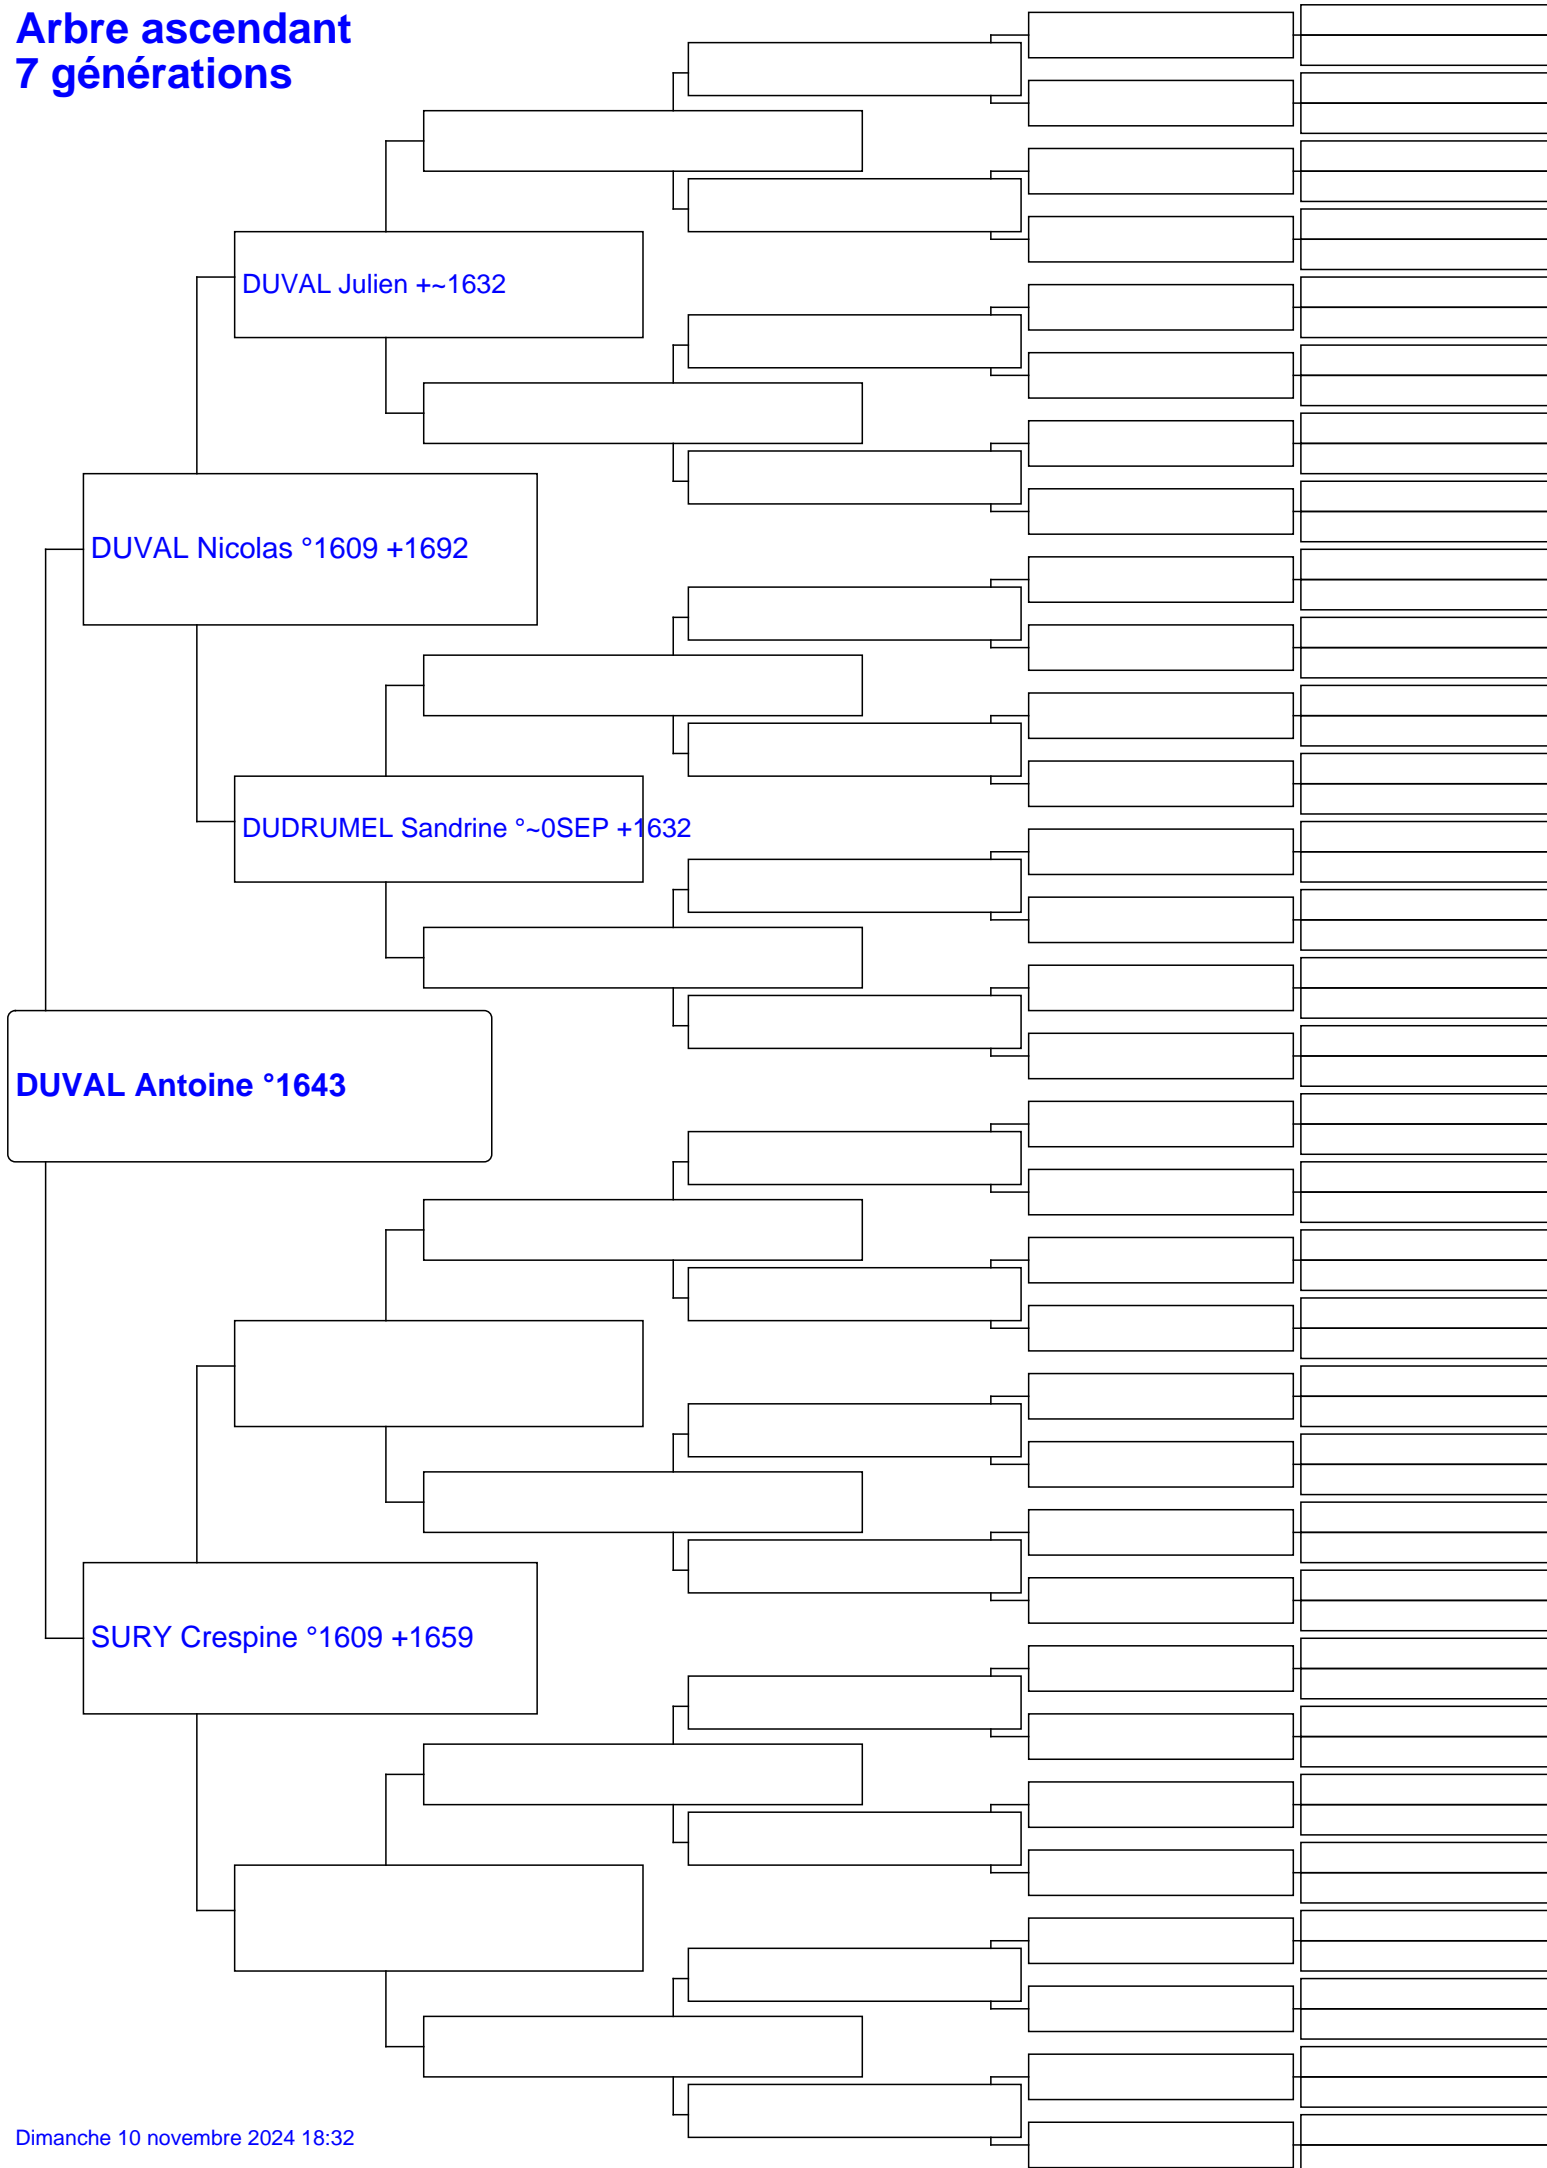 Arbre ascendant
7 générations
DUVAL Julien +~1632
DUVAL Nicolas °1609 +1692
DUDRUMEL Sandrine °~0SEP +1632
DUVAL Antoine °1643
SURY Crespine °1609 +1659
Dimanche 10 novembre 2024 18:32